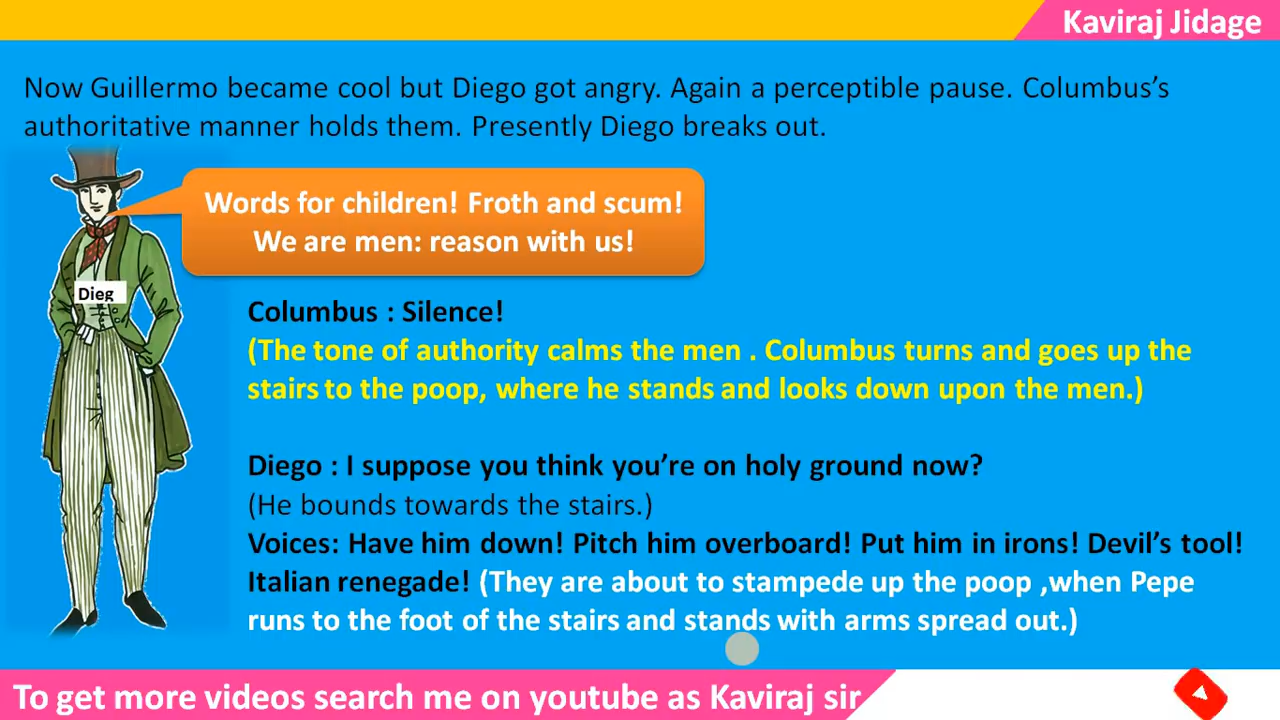 Kaviraj Jidage
Now Guillermo became cool but Diego got angry. Again a perceptible pause. Columbus’s
authoritative manner holds them. Presently Diego breaks out.
Words for children! Froth and scum!
We are men: reason with us!
Dieg
Columbus : Silence!
(The tone of authority calms the men . Columbus turns and goes up the
stairs to the poop, where he stands and looks down upon the men.)
Diego : I suppose you think you’re on holy ground now?
(He bounds towards the stairs.)
Voices: Have him down! Pitch him overboard! Put him in irons! Devil’s tool!
Italian renegade! (They are about to stampede up the poop ,when Pepe
runs to the foot of the stairs and stands with arms spread out.)
To get more videos search me on youtube as Kaviraj sir